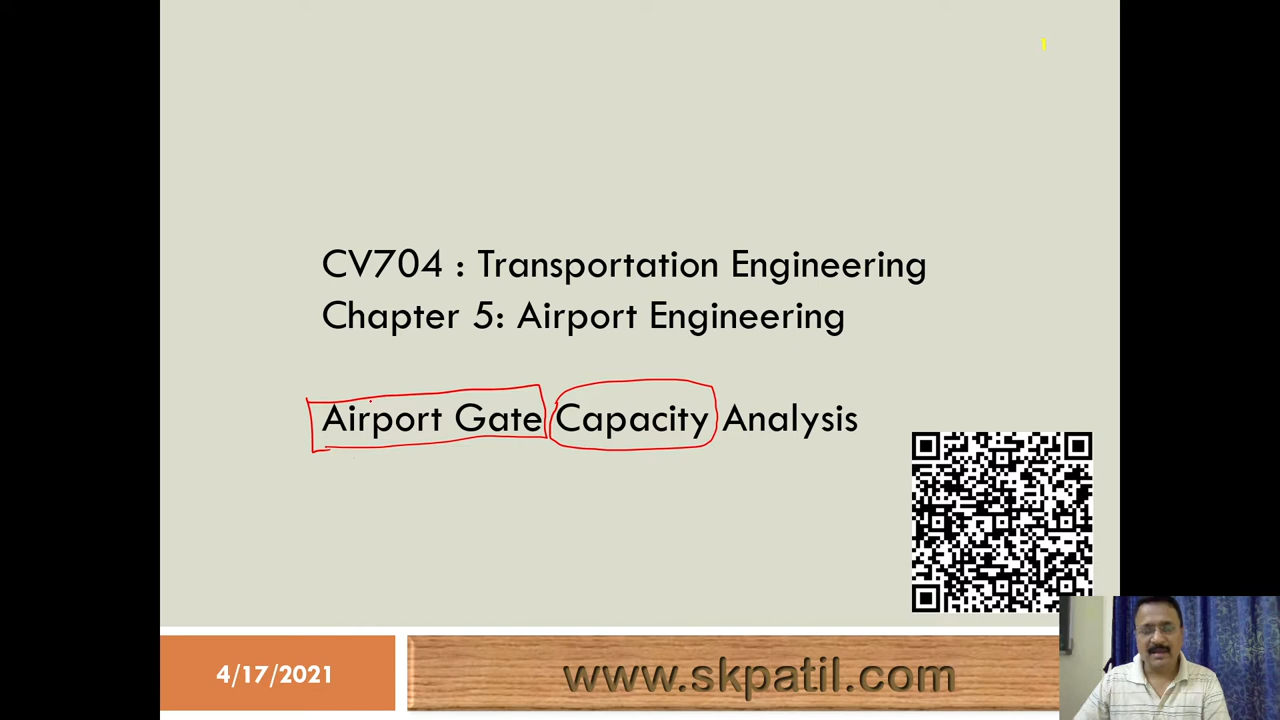 1
CV704 : Transportation Engineering
Chapter 5: Airport Engineering
Airport Gate Capacity Analysis
4/17/2021
www.skpatil.com